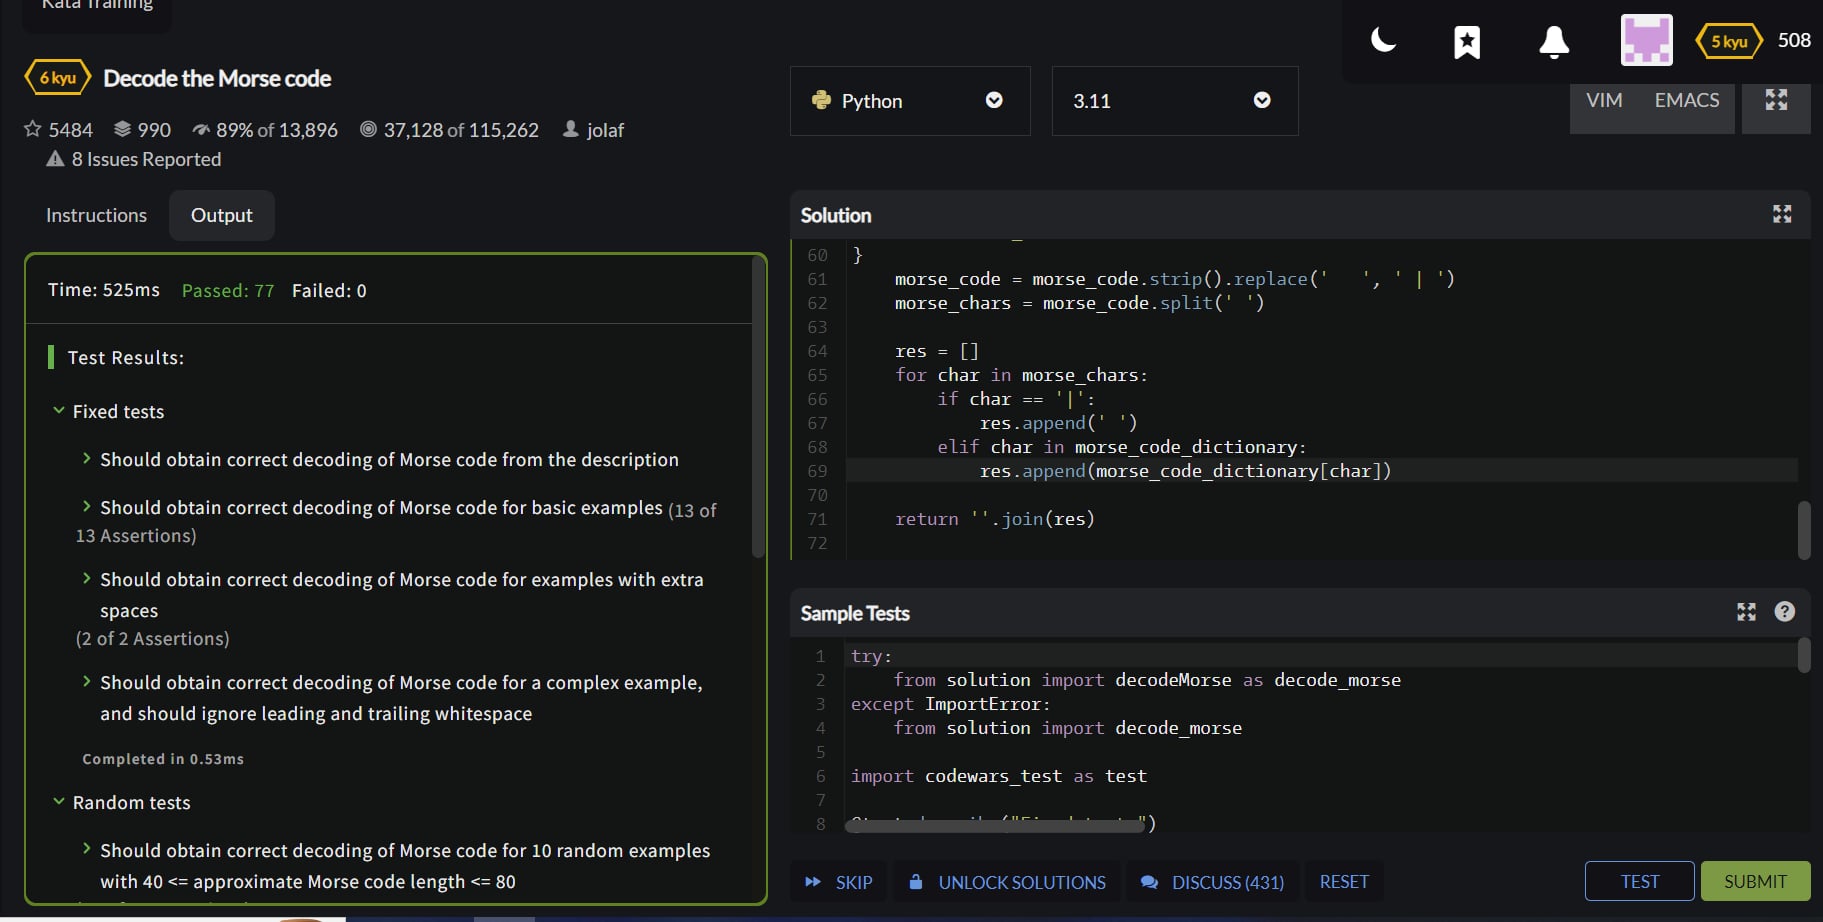 Kata Training
5 kyu 508
6 kyu Decode the Morse code
5484 990 89% of 13,896 37,128 of 115,262 jolaf
8 Issues Reported
Python 3.11 VIM EMACS
Instructions Output
Time: 525ms Passed: 77 Failed: 0
Test Results:
Fixed tests
Should obtain correct decoding of Morse code from the description
Should obtain correct decoding of Morse code for basic examples (13 of
13 Assertions)
Should obtain correct decoding of Morse code for examples with extra
spaces
(2 of 2 Assertions)
Should obtain correct decoding of Morse code for a complex example,
and should ignore leading and trailing whitespace
Completed in 0.53ms
Random tests
Should obtain correct decoding of Morse code for 10 random examples
with 40 <= approximate Morse code length <= 80
Solution
60 }
61     morse_code = morse_code.strip().replace('   ', ' | ')
62     morse_chars = morse_code.split(' ')
63
64     res = []
65     for char in morse_chars:
66         if char == '|':
67             res.append(' ')
68         elif char in morse_code_dictionary:
69             res.append(morse_code_dictionary[char])
70
71     return ''.join(res)
72
Sample Tests
1 try:
2     from solution import decodeMorse as decode_morse
3 except ImportError:
4     from solution import decode_morse
5
6 import codewars_test as test
7
8
SKIP UNLOCK SOLUTIONS DISCUSS (431) RESET TEST SUBMIT